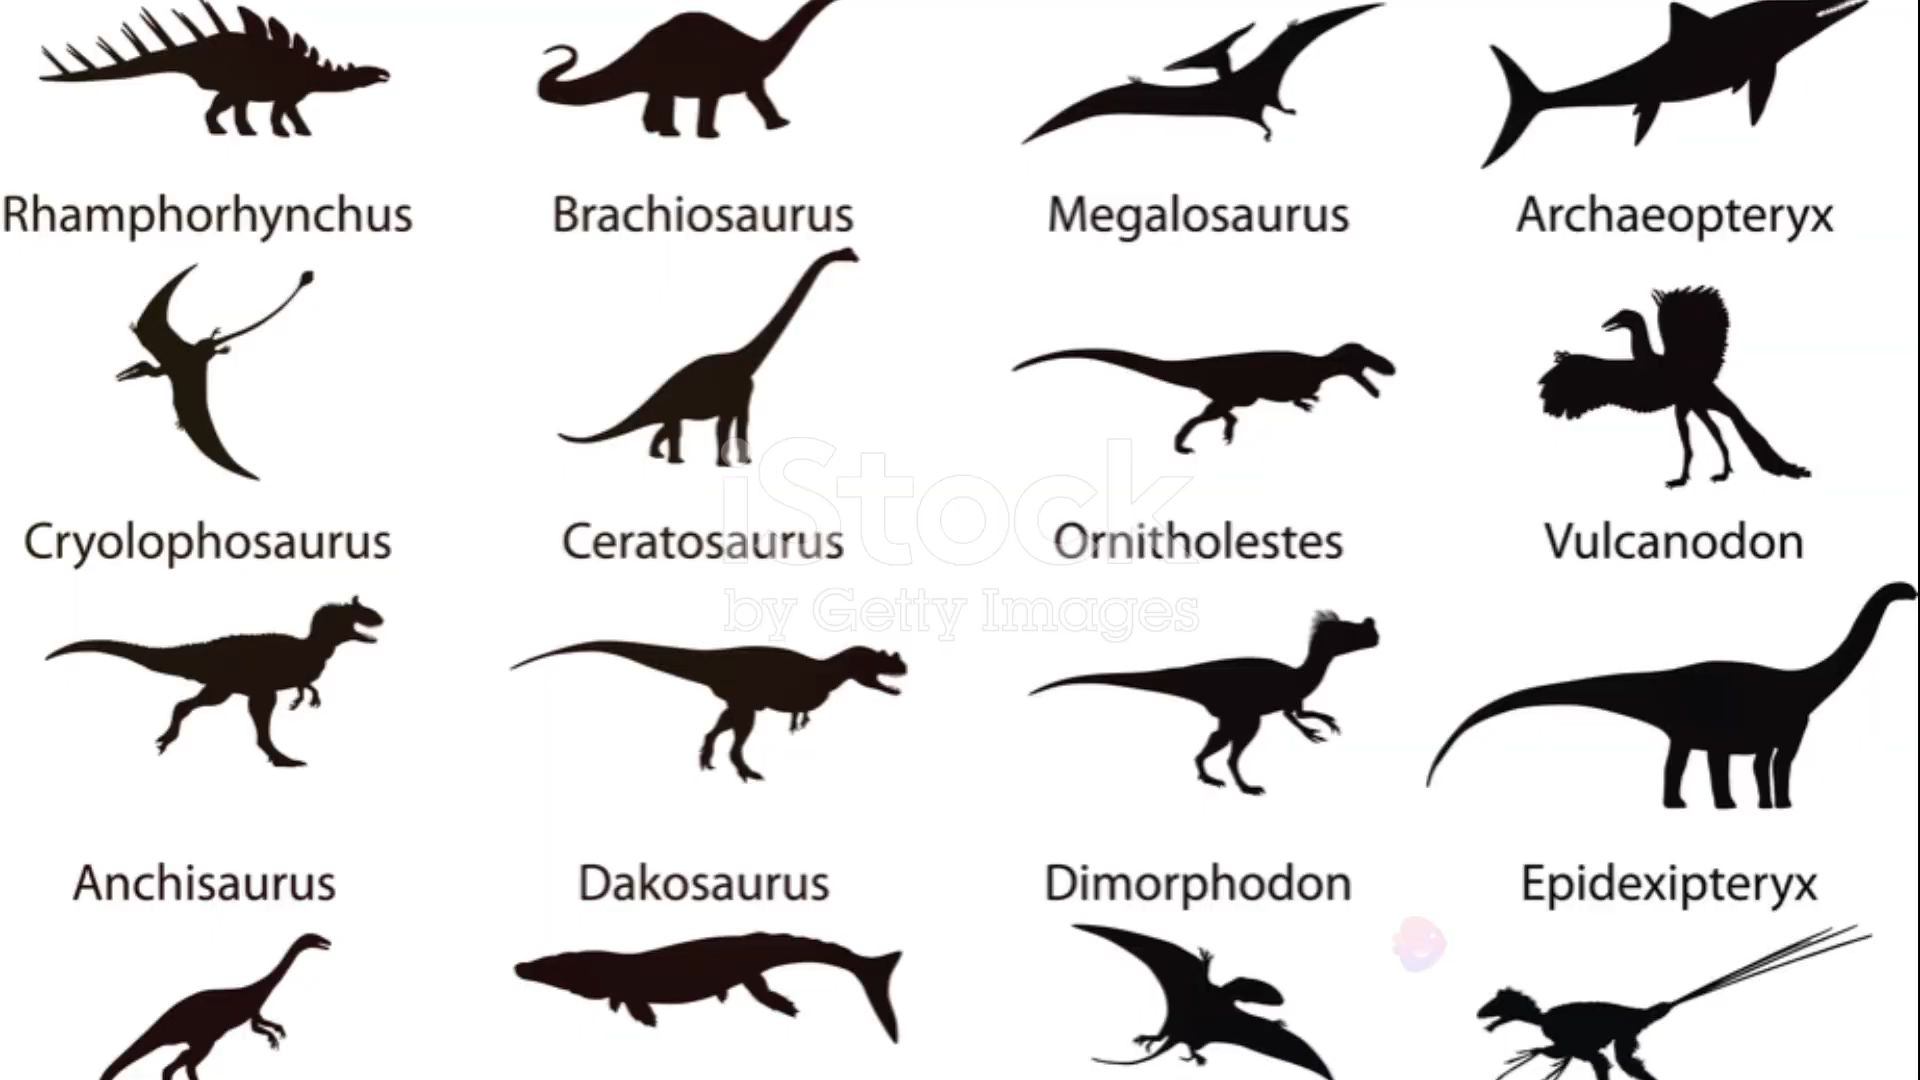 Rhamphorhynchus Brachiosaurus Megalosaurus Archaeopteryx
iStock
Cryolophosaurus Ceratosaurus Ornitholestes Vulcanodon
by Getty Images
Anchisaurus Dakosaurus Dimorphodon Epidexipteryx